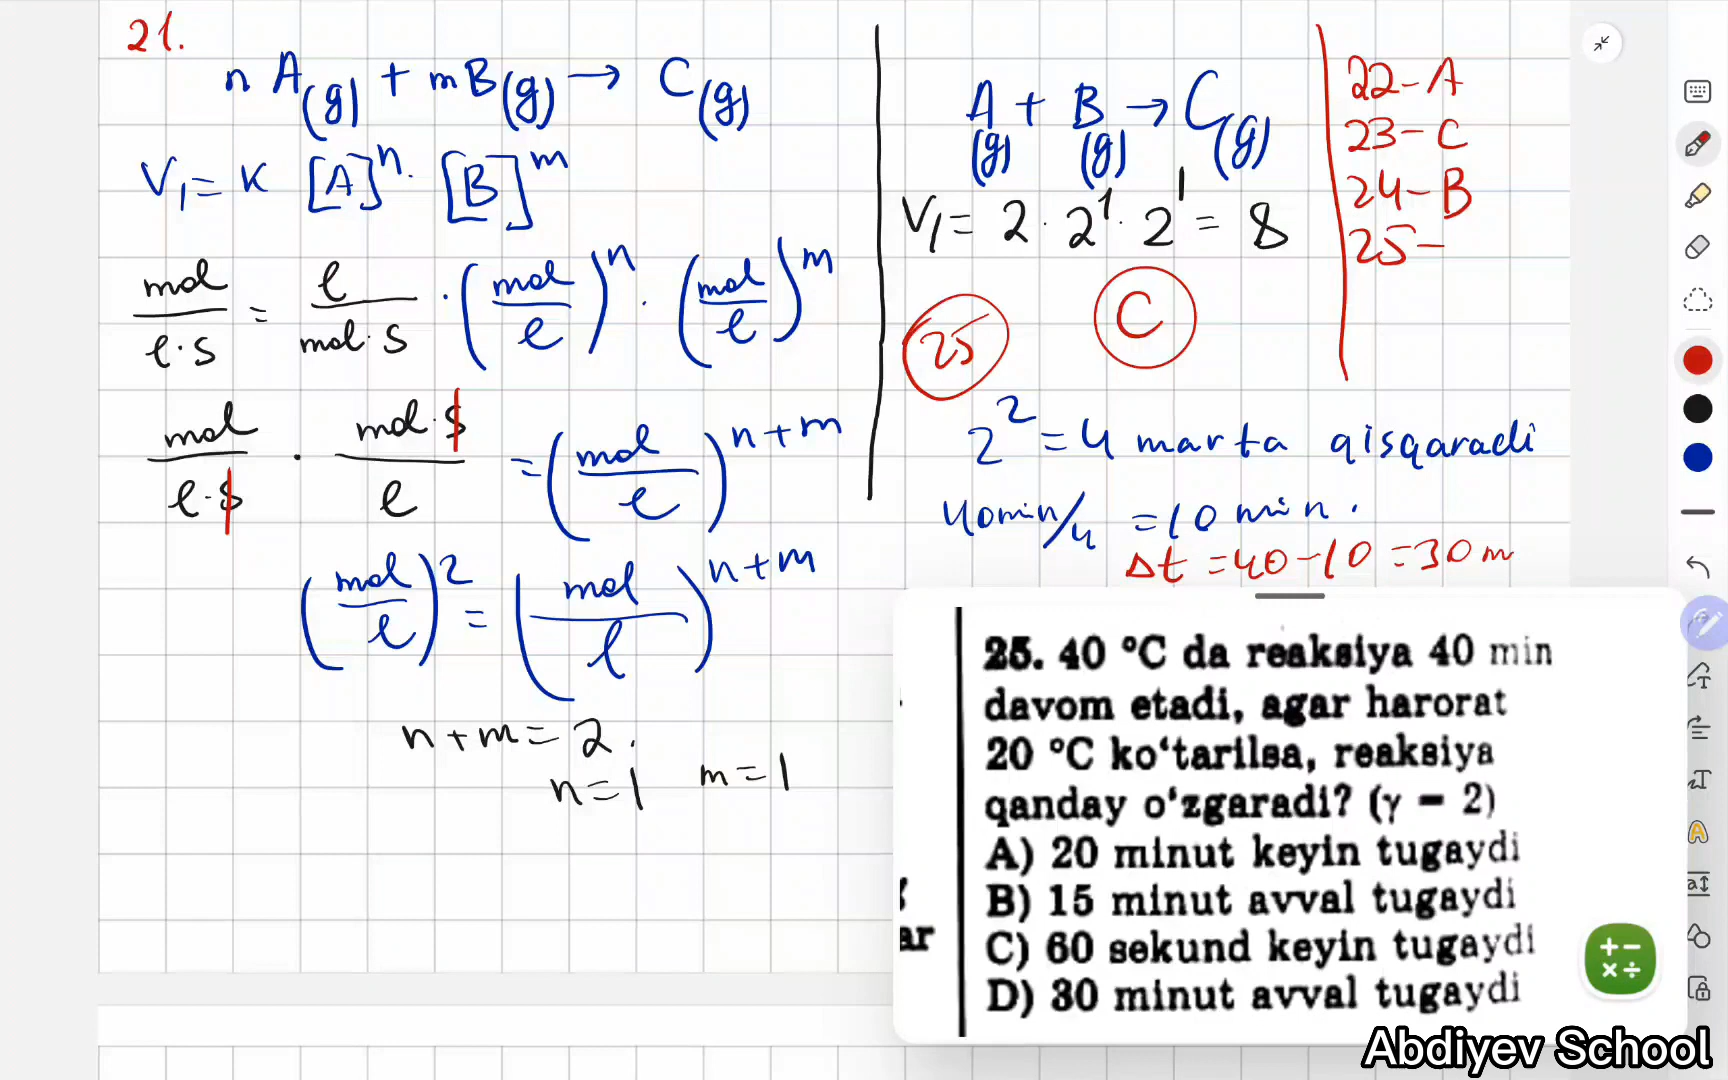 21.
n A(g) + m B(g) → C(g)
V1 = K [A]^n · [B]^m
mol/l·s = l/mol·s · (mol/l)^n · (mol/l)^m
mol/l·s · mol·s/l = (mol/l)^n+m
(mol/l)^2 = (mol/l)^n+m
n+m = 2.
n=1 m=1
A(g) + B(g) → C(g)
V1 = 2 · 2^1 · 2^1 = 8
C
25
2^2 = 4 marta qisqaradi
40min/4 = 10 min.
Δt = 40-10 = 30 m
22-A
23-C
24-B
25-
25. 40 °C da reaksiya 40 min
davom etadi, agar harorat
20 °C ko‘tarilsa, reaksiya
qanday o‘zgaradi? (γ = 2)
A) 20 minut keyin tugaydi
B) 15 minut avval tugaydi
C) 60 sekund keyin tugaydi
D) 30 minut avval tugaydi
ar
Abdiyev School